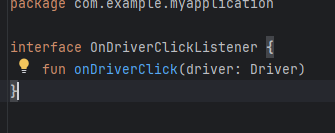 package com.example.myapplication
interface OnDriverClickListener {
fun onDriverClick(driver: Driver)
}